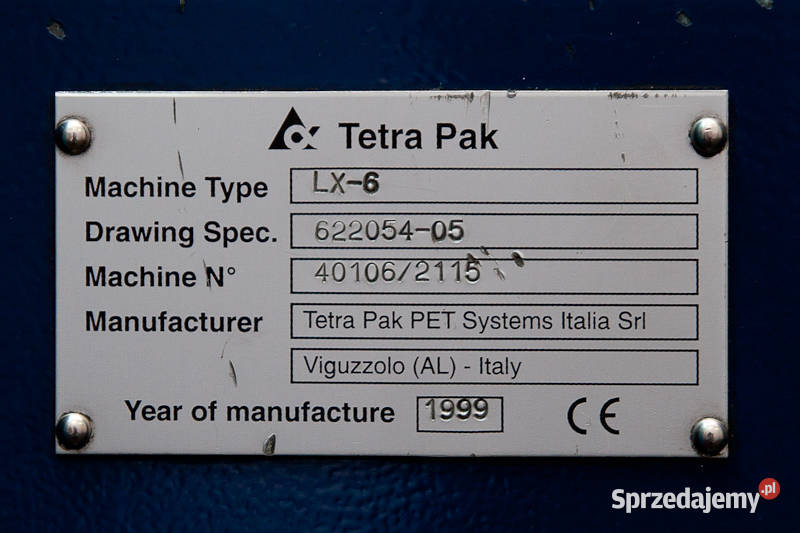 Tetra Pak
Machine Type LX-6
Drawing Spec. 622054-05
Machine N° 40106/2115
Manufacturer Tetra Pak PET Systems Italia Srl
Viguzzolo (AL) - Italy
Year of manufacture 1999 CE
Sprzedajemy.pl